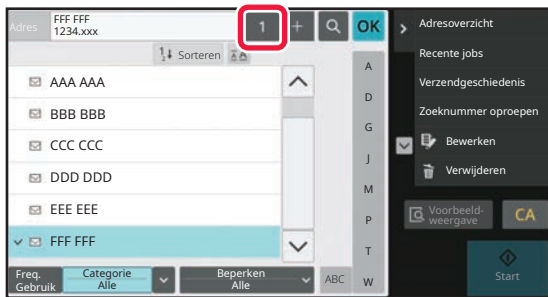 Adres
FFF FFF
1234.xxx
1
+
OK
Sorteren
AAA AAA
BBB BBB
CCC CCC
DDD DDD
EEE EEE
FFF FFF
A
D
G
J
M
P
T
W
Freq.
Gebruik
Categorie
Alle
Beperken
Alle
ABC
Adresoverzicht
Recente jobs
Verzendgeschiedenis
Zoeknummer oproepen
Bewerken
Verwijderen
Voorbeeld-
weergave
CA
Start